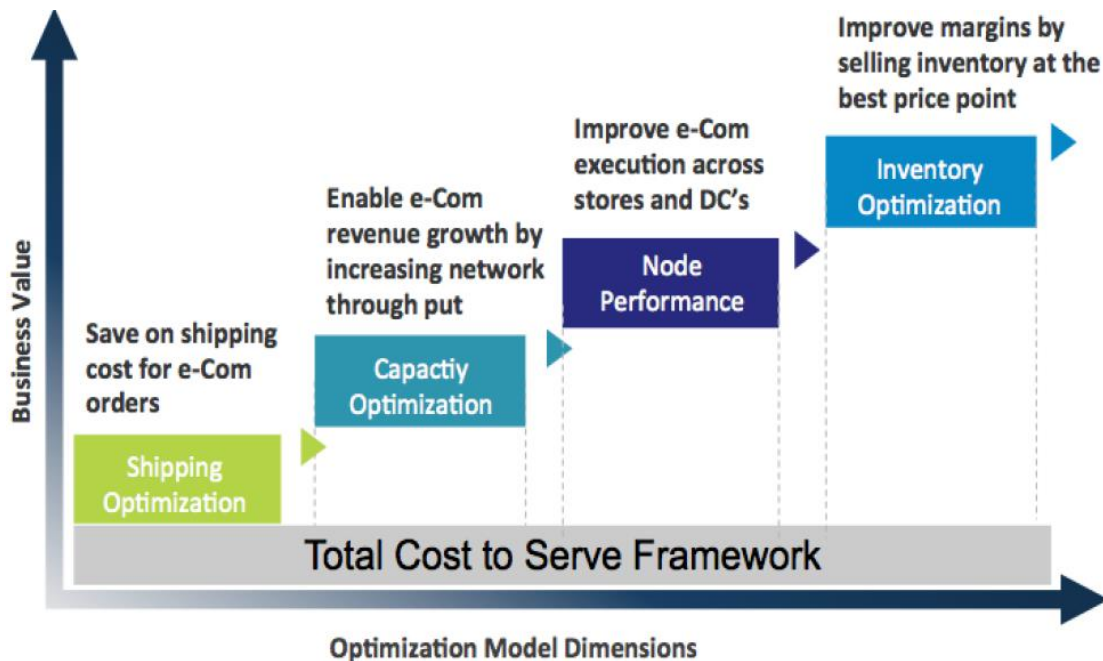 Improve margins by
selling inventory at the
best price point
Improve e-Com
execution across
stores and DC's
Inventory
Optimization
Enable e-Com
revenue growth by
increasing network
through put
Node
Performance
Save on shipping
cost for e-Com
orders
Capactiy
Optimization
Shipping
Optimization
Total Cost to Serve Framework
Business Value
Optimization Model Dimensions